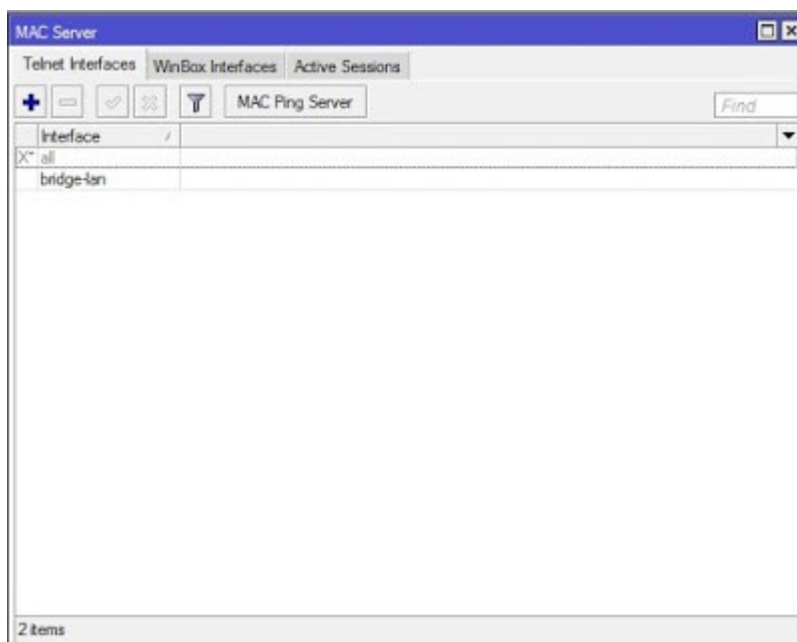 MAC Server
Telnet Interfaces WinBox Interfaces Active Sessions
MAC Ping Server Find
Interface
X* all
bridge-lan
2 items